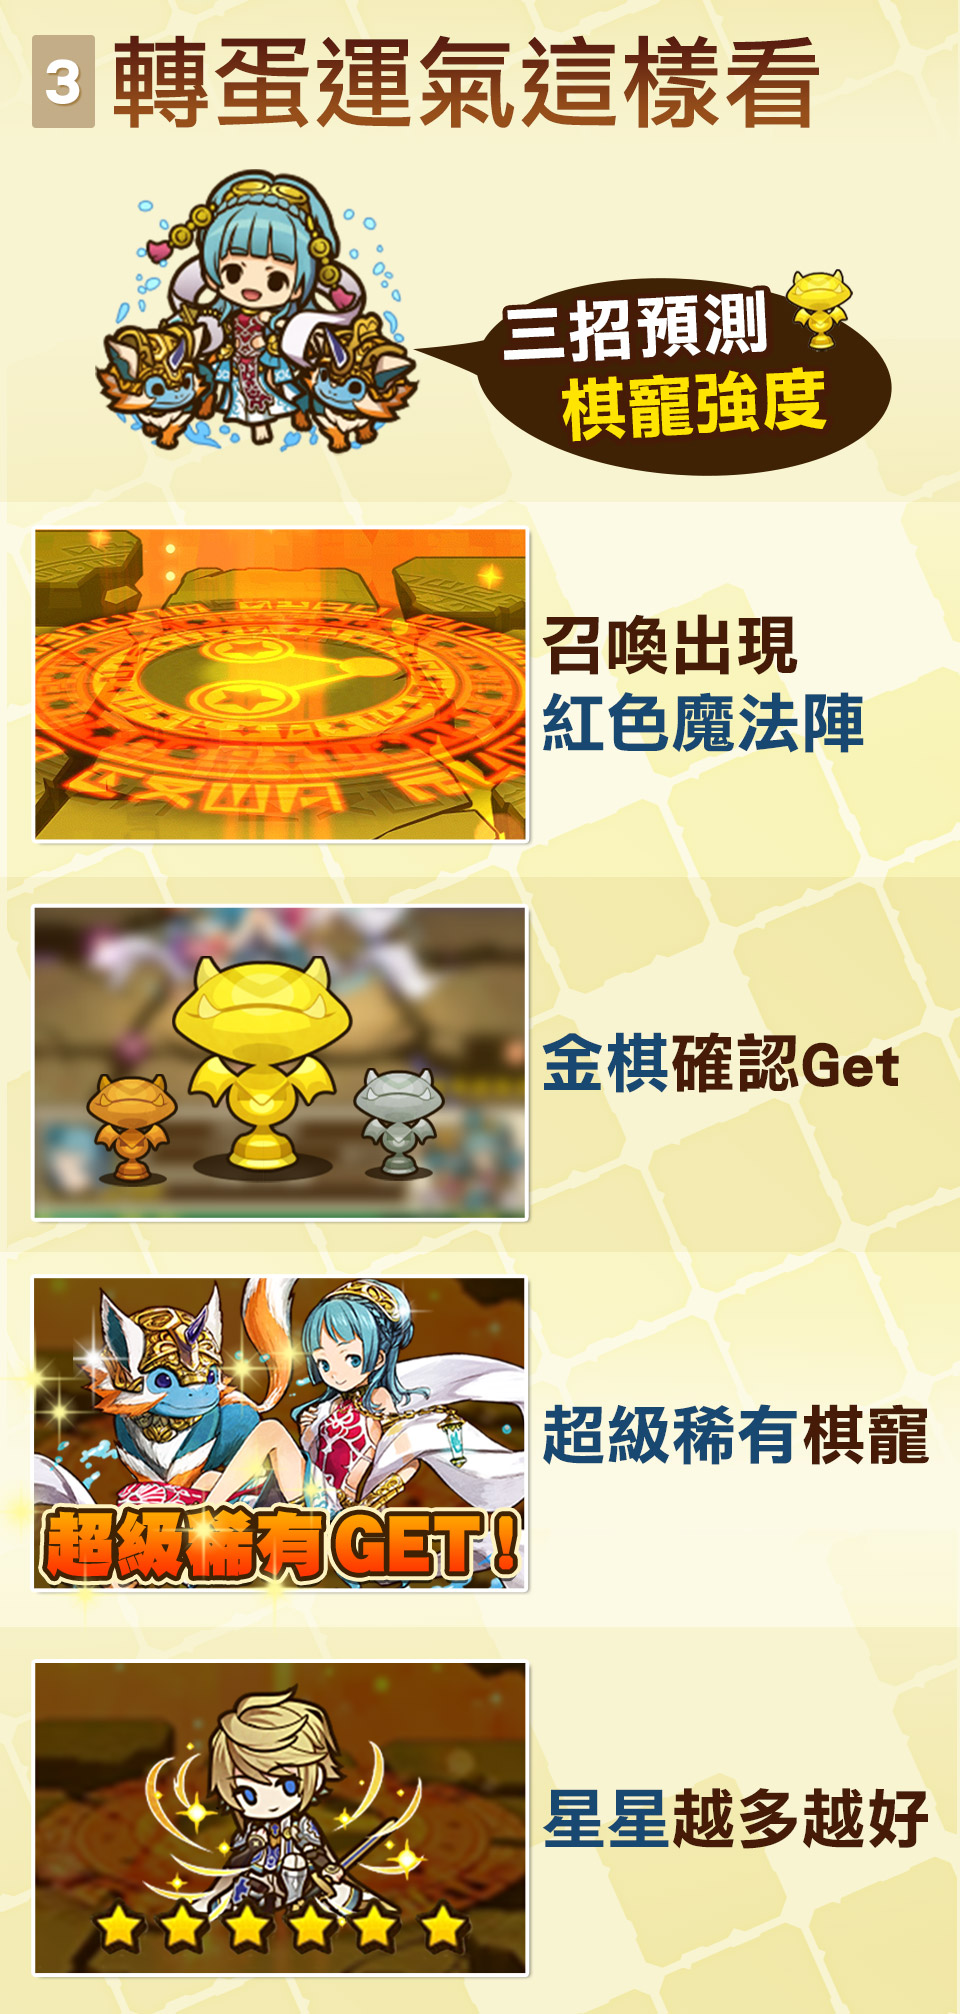 3 轉蛋運氣這樣看
三招預測
棋寵強度
召喚出現
紅色魔法陣
金棋確認Get
超級稀有棋寵
超級稀有GET!
星星越多越好